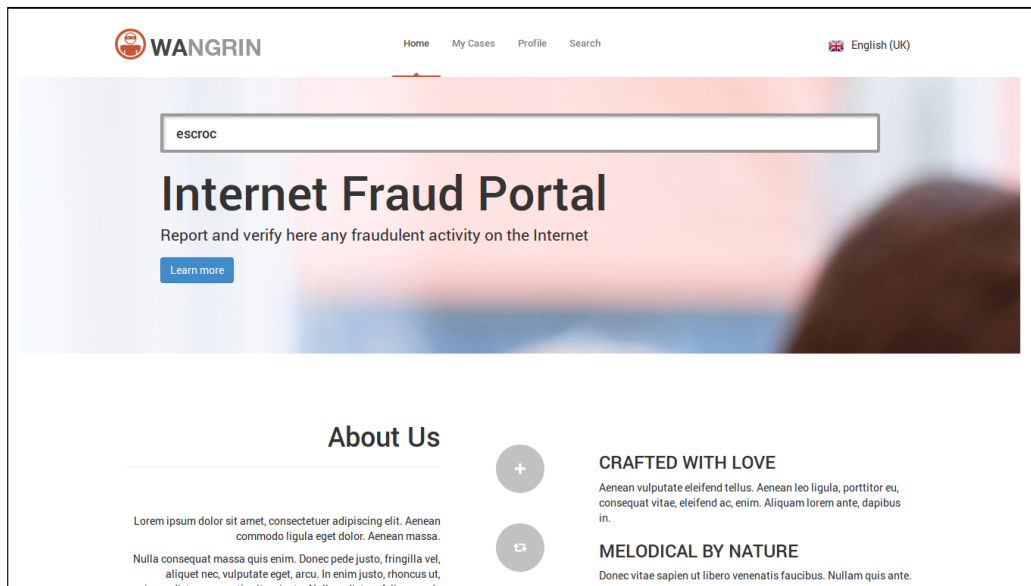 WANGRIN
Home My Cases Profile Search
English (UK)
escroc
Internet Fraud Portal
Report and verify here any fraudulent activity on the Internet
Learn more
About Us
Lorem ipsum dolor sit amet, consectetuer adipiscing elit. Aenean
commodo ligula eget dolor. Aenean massa.
Nulla consequat massa quis enim. Donec pede justo, fringilla vel,
aliquet nec, vulputate eget, arcu. In enim justo, rhoncus ut,
CRAFTED WITH LOVE
Aenean vulputate eleifend tellus. Aenean leo ligula, porttitor eu,
consequat vitae, eleifend ac, enim. Aliquam lorem ante, dapibus
in.
MELODICAL BY NATURE
Donec vitae sapien ut libero venenatis faucibus. Nullam quis ante.